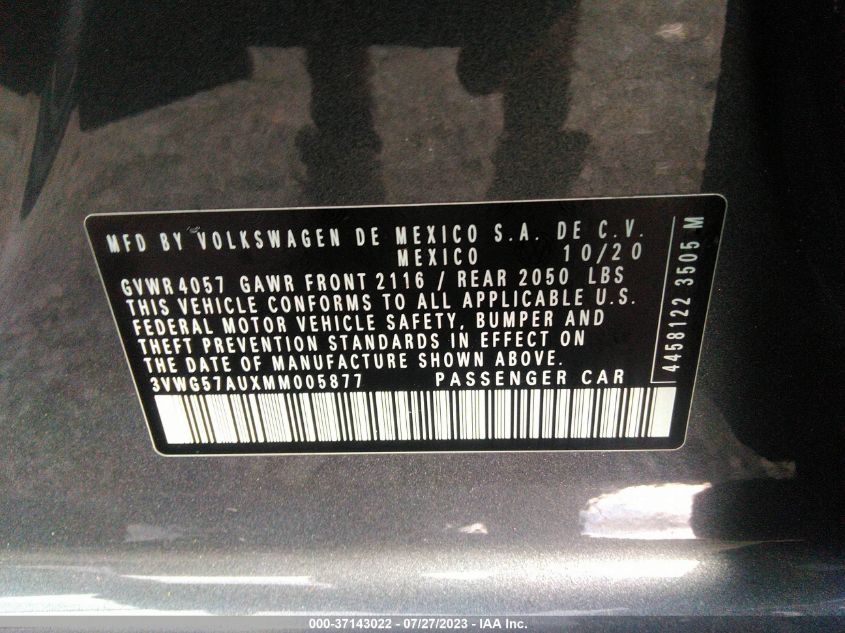 MFD BY VOLKSWAGEN DE MEXICO S.A. DE C.V.
MEXICO 10/20
GVWR 4057 GAWR FRONT 2116 / REAR 2050 LBS
THIS VEHICLE CONFORMS TO ALL APPLICABLE U.S.
FEDERAL MOTOR VEHICLE SAFETY, BUMPER AND
THEFT PREVENTION STANDARDS IN EFFECT ON
THE DATE OF MANUFACTURE SHOWN ABOVE.
3VWG57AUXMM005877 PASSENGER CAR
4458122 3505 M
000-37143022 - 07/27/2023 - IAA Inc.